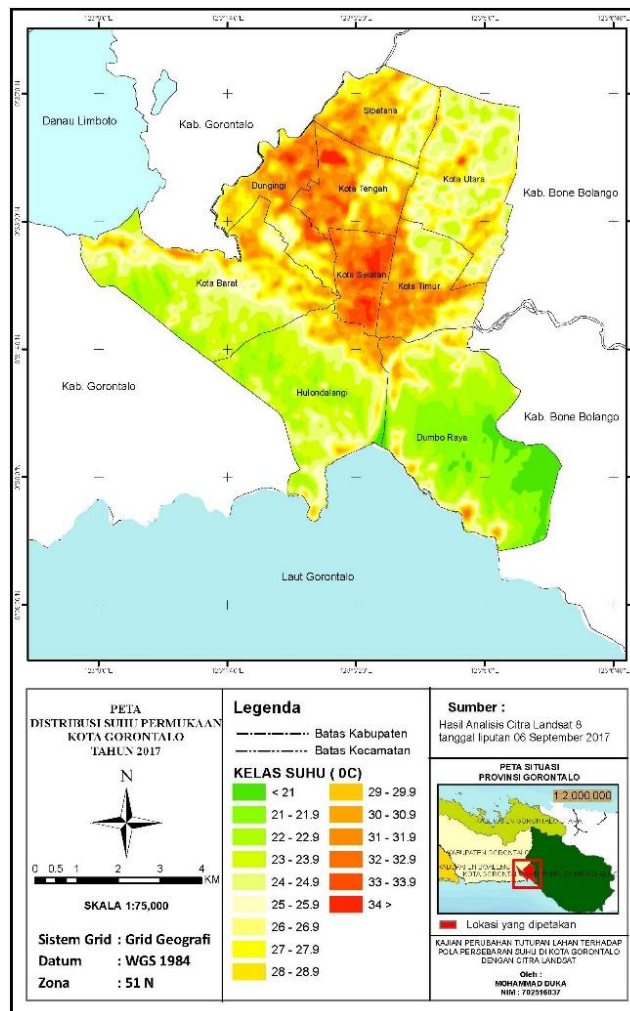 Danau Limboto
Kab. Gorontalo
Sipatana
Dungingi
Kota Tengah
Kota Utara
Kab. Bone Bolango
Kota Barat
Kota Selatan
Kota Timur
Kab. Gorontalo
Hulondalangi
Dumbo Raya
Kab. Bone Bolango
Laut Gorontalo
PETA
DISTRIBUSI SUHU PERMUKAAN
KOTA GORONTALO
TAHUN 2017
N
0 0.5 1 2 3 4
KM
SKALA 1:75,000
Sistem Grid : Grid Geografi
Datum : WGS 1984
Zona : 51 N
Legenda
Batas Kabupaten
Batas Kecamatan
KELAS SUHU ( 0C)
< 21
21 - 21.9
22 - 22.9
23 - 23.9
24 - 24.9
25 - 25.9
26 - 26.9
27 - 27.9
28 - 28.9
29 - 29.9
30 - 30.9
31 - 31.9
32 - 32.9
33 - 33.9
34 >
Sumber :
Hasil Analisis Citra Landsat 8
tanggal liputan 06 September 2017
PETA SITUASI
PROVINSI GORONTALO
1:2.000.000
KABUPATEN GORONTALO
Lokasi yang dipetakan
KAJIAN PERUBAHAN TUTUPAN LAHAN TERHADAP
POLA PERSEBARAN SUHU DI KOTA GORONTALO
DENGAN CITRA LANDSAT
Oleh :
MOHAMMAD DUKA
NIM : 702516037